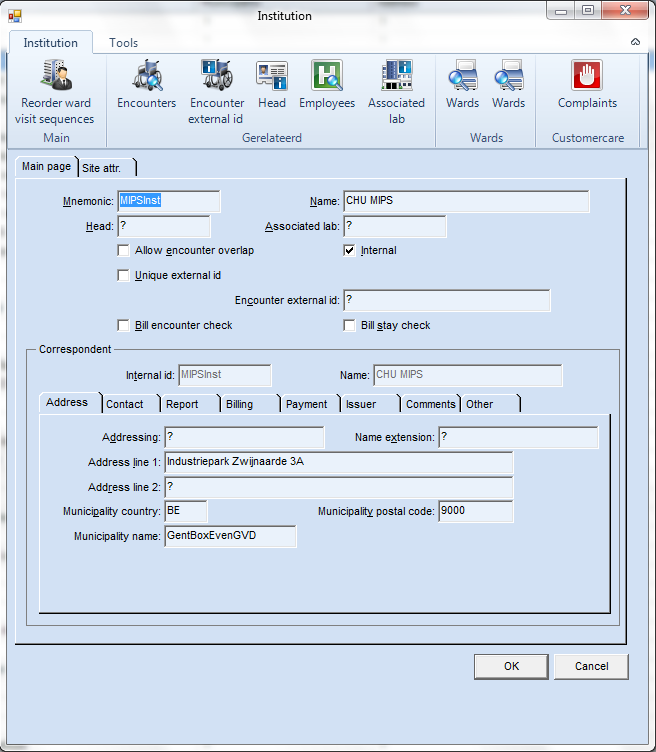 Institution
Institution Tools
Reorder ward visit sequences
Encounters
Encounter external id
Head
Employees
Associated lab
Wards
Wards
Complaints
Main
Gerelateerd
Wards
Customercare
Main page
Site attr.
Mnemonic: MIPSInst Name: CHU MIPS
Head: ? Associated lab: ?
Allow encounter overlap Internal
Unique external id
Encounter external id: ?
Bill encounter check Bill stay check
Correspondent
Internal id: MIPSInst Name: CHU MIPS
Address Contact Report Billing Payment Issuer Comments Other
Addressing: ? Name extension: ?
Address line 1: Industriepark Zwijnaarde 3A
Address line 2: ?
Municipality country: BE Municipality postal code: 9000
Municipality name: GentBoxEvenGVD
OK Cancel